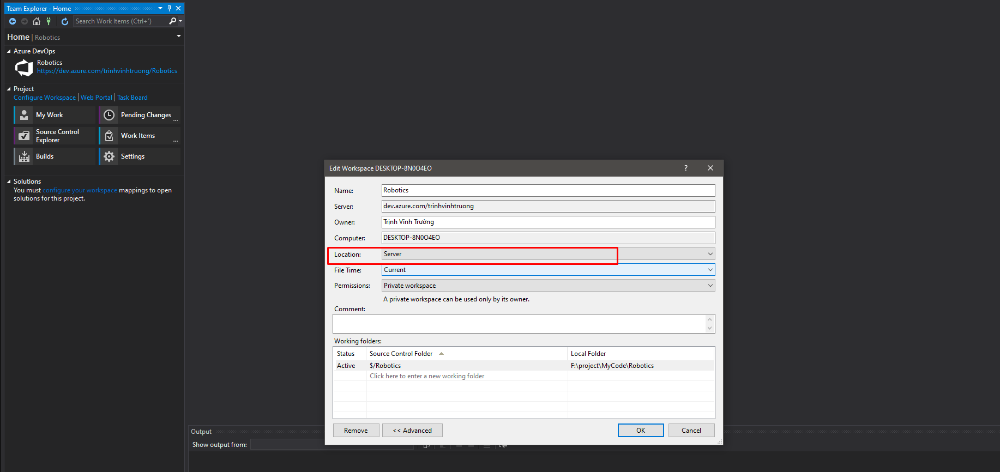 Team Explorer - Home
Search Work Items (Ctrl+')
Home | Robotics
Azure DevOps
Robotics
https://dev.azure.com/trinhvinhtruong/Robotics
Project
Configure Workspace | Web Portal | Task Board
My Work
Pending Changes
...
Source Control
Explorer
Work Items
...
Builds
Settings
Solutions
You must configure your workspace mappings to open
solutions for this project.
Edit Workspace DESKTOP-8N0O4EO
?
Name: Robotics
Server: dev.azure.com/trinhvinhtruong
Owner: Trịnh Vĩnh Trường
Computer: DESKTOP-8N0O4EO
Location: Server
File Time: Current
Permissions: Private workspace
A private workspace can be used only by its owner.
Comment:
Working folders:
Status Source Control Folder Local Folder
Active $/Robotics F:\project\MyCode\Robotics
Click here to enter a new working folder
Remove << Advanced OK Cancel
Output
Show output from: